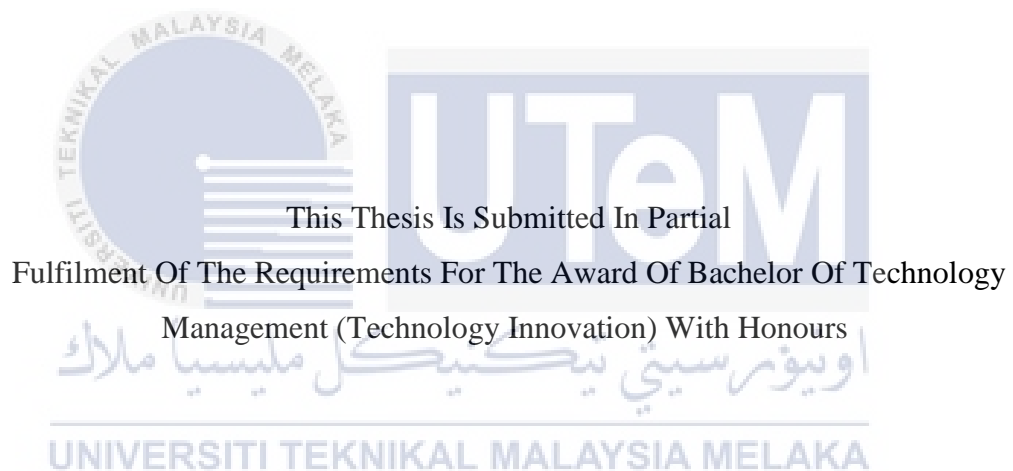 UNIVERSITI TEKNIKAL MALAYSIA MELAKA
UTeM
This Thesis Is Submitted In Partial
Fulfilment Of The Requirements For The Award Of Bachelor Of Technology
Management (Technology Innovation) With Honours
اونيۏرسيتي تيكنيكل مليسيا ملاك
UNIVERSITI TEKNIKAL MALAYSIA MELAKA